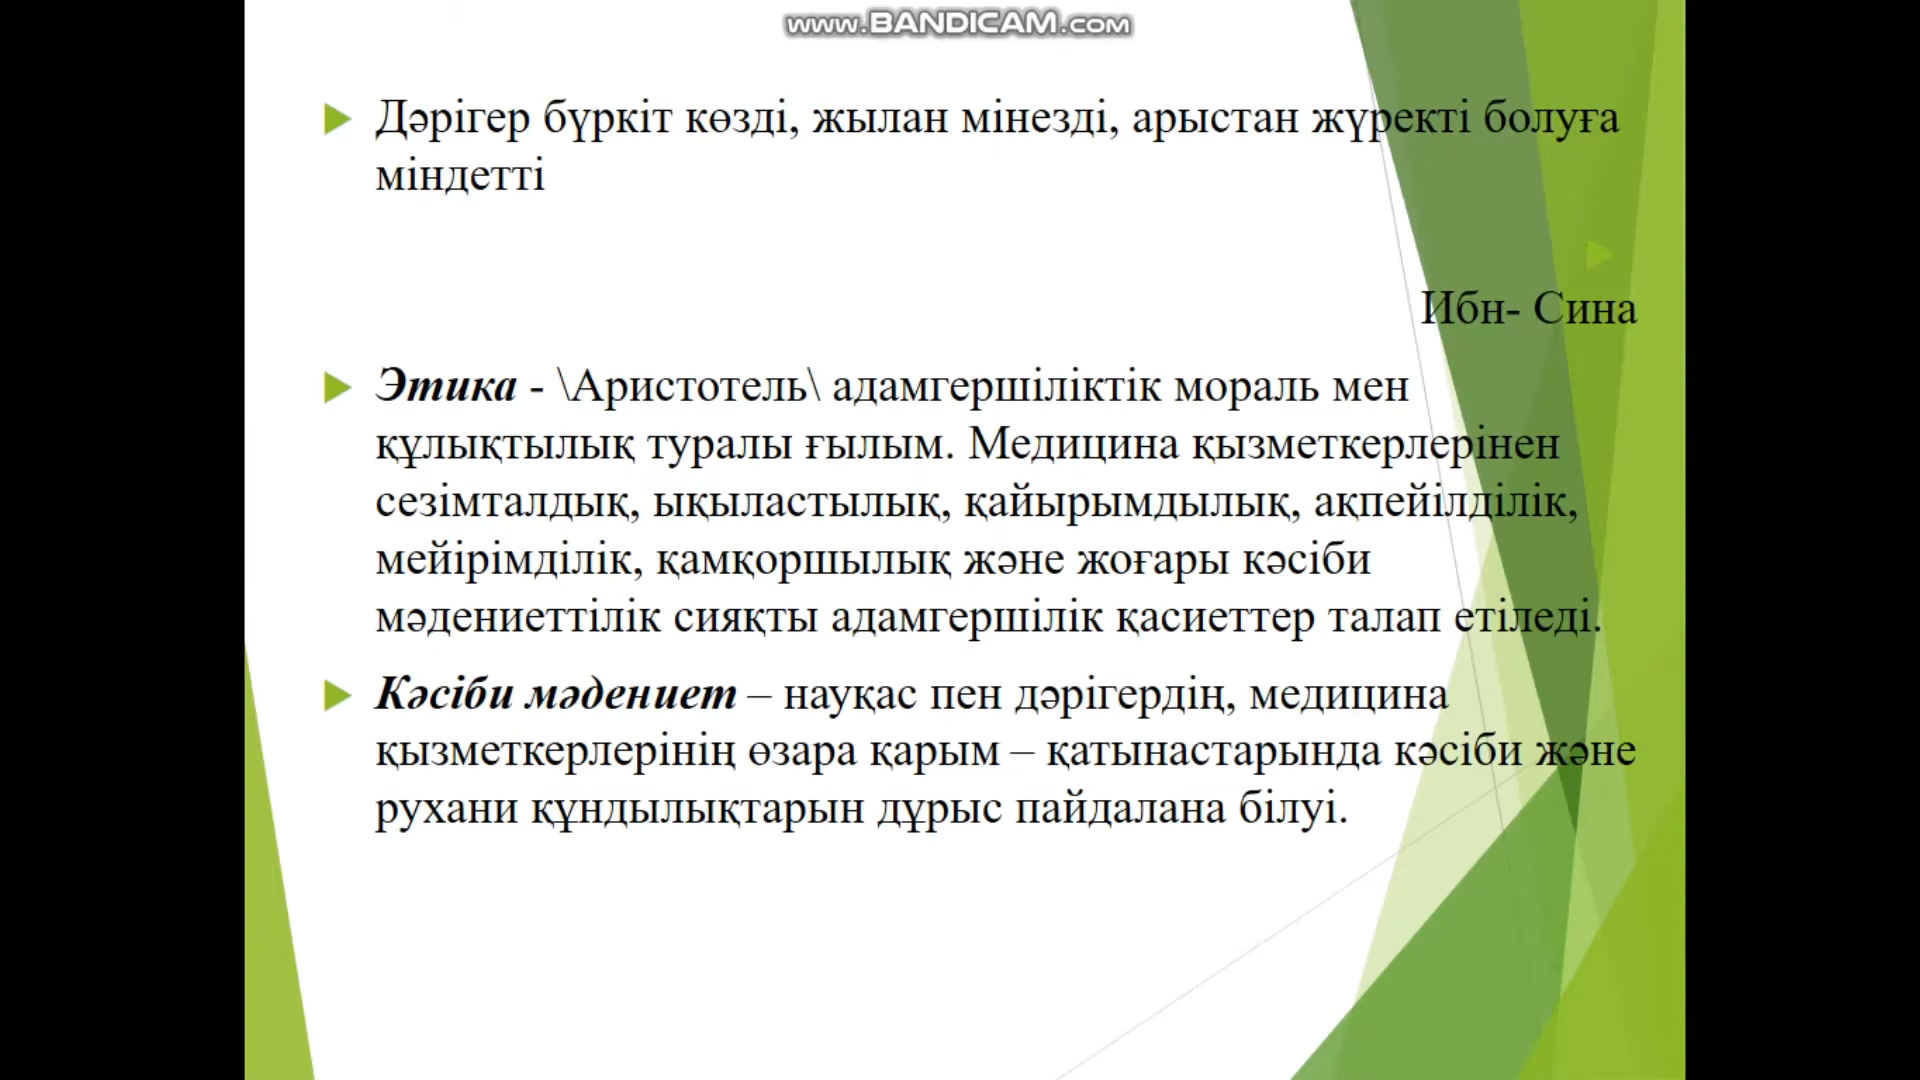 www.BANDICAM.com
Дәрігер бүркіт көзді, жылан мінезді, арыстан жүректі болуға
міндетті
Ибн- Сина
Этика - \Аристотель\ адамгершіліктік мораль мен
құлықтылық туралы ғылым. Медицина қызметкерлерінен
сезімталдық, ықыластылық, қайырымдылық, ақпейілділік,
мейірімділік, қамқоршылық және жоғары кәсіби
мәдениеттілік сияқты адамгершілік қасиеттер талап етіледі.
Кәсіби мәдениет – науқас пен дәрігердің, медицина
қызметкерлерінің өзара қарым – қатынастарында кәсіби және
рухани құндылықтарын дұрыс пайдалана білуі.